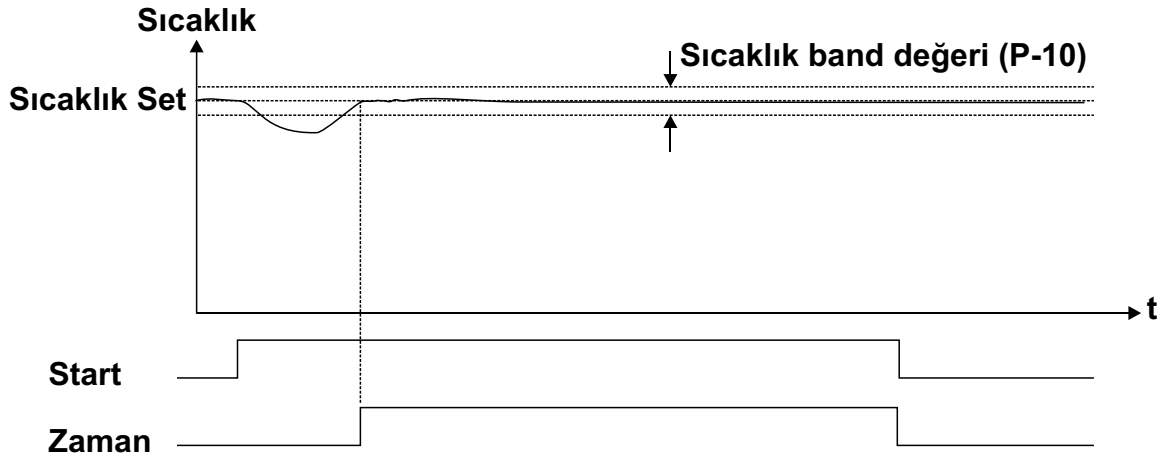 Sıcaklık
Sıcaklık band değeri (P-10)
Sıcaklık Set
t
Start
Zaman